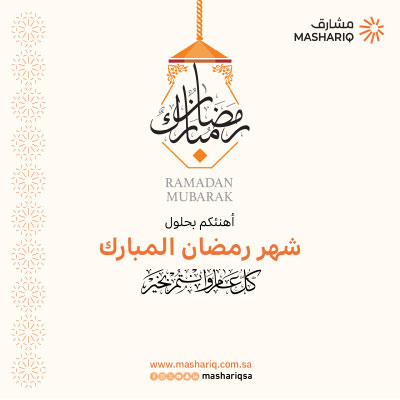 مشارق
MASHARIQ
رمضان مبارك
RAMADAN
MUBARAK
أهنئكم بحلول
شهر رمضان المبارك
كل عام وانتم بخير
www.mashariq.com.sa
mashariqsa